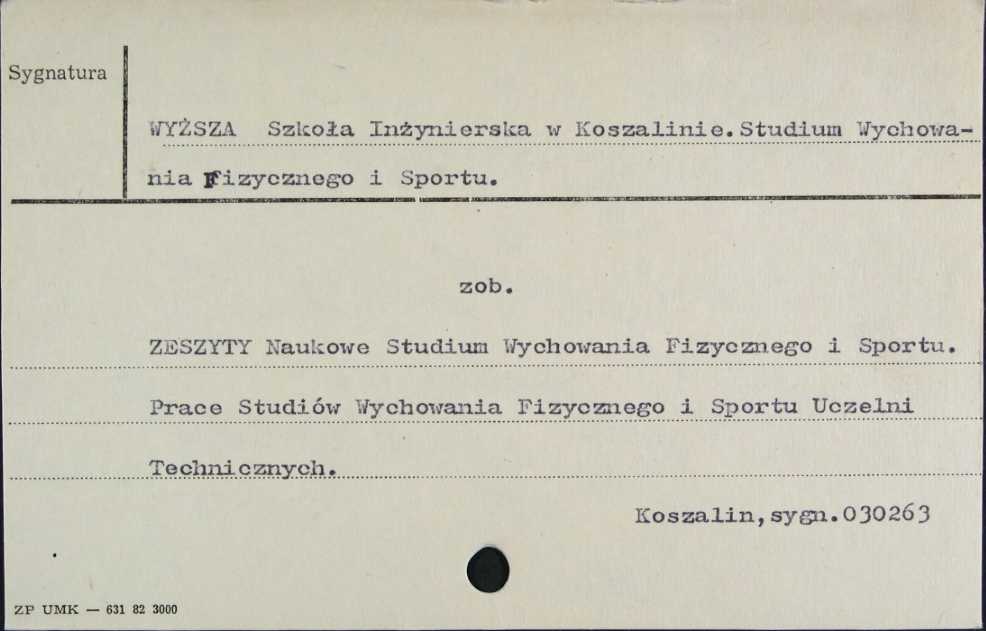 Sygnatura
WYŻSZA Szkoła Inżynierska w Koszalinie. Studium Wychowa-
nia Fizycznego i Sportu.
zob.
ZESZYTY Naukowe Studium Wychowania Fizycznego i Sportu.
Prace Studiów Wychowania Fizycznego i Sportu Uczelni
Technicznych.
Koszalin, sygn. 030263
ZP UMK — 631 82 3000